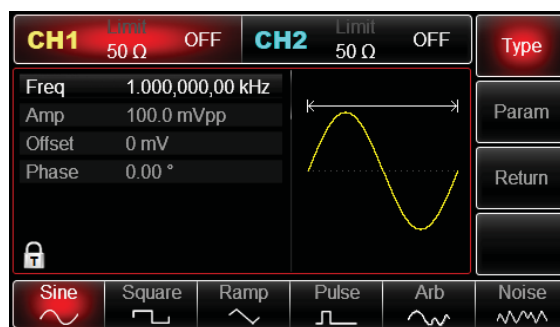 CH1 Limit 50 Ω OFF CH2 Limit 50 Ω OFF Type
Freq 1.000,000,00 kHz
Amp 100.0 mVpp Param
Offset 0 mV
Phase 0.00 ° Return
T
Sine Square Ramp Pulse Arb Noise